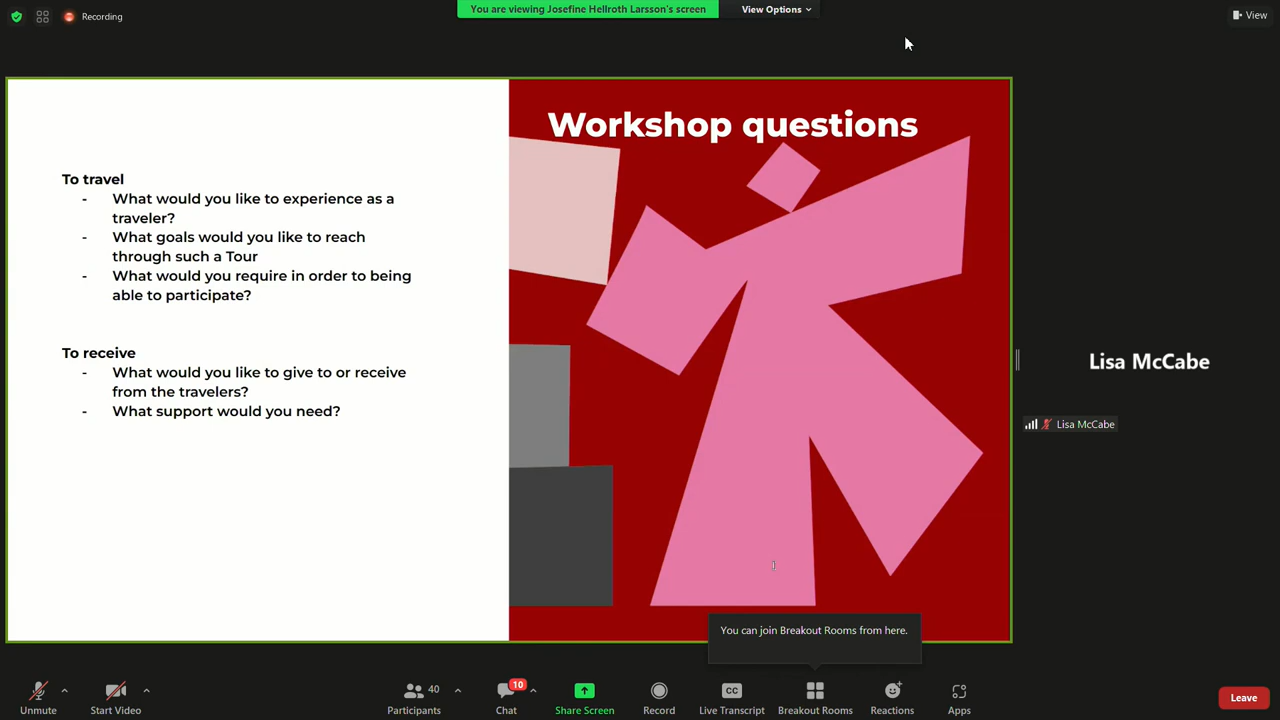 You are viewing Josefine Hellroth Larsson's screen
View Options
Recording
View
Workshop questions
To travel
- What would you like to experience as a
traveler?
- What goals would you like to reach
through such a Tour
- What would you require in order to being
able to participate?
To receive
- What would you like to give to or receive
from the travelers?
- What support would you need?
Lisa McCabe
Lisa McCabe
You can join Breakout Rooms from here.
40
10
CC
Unmute
Start Video
Participants
Chat
Share Screen
Record
Live Transcript
Breakout Rooms
Reactions
Apps
Leave